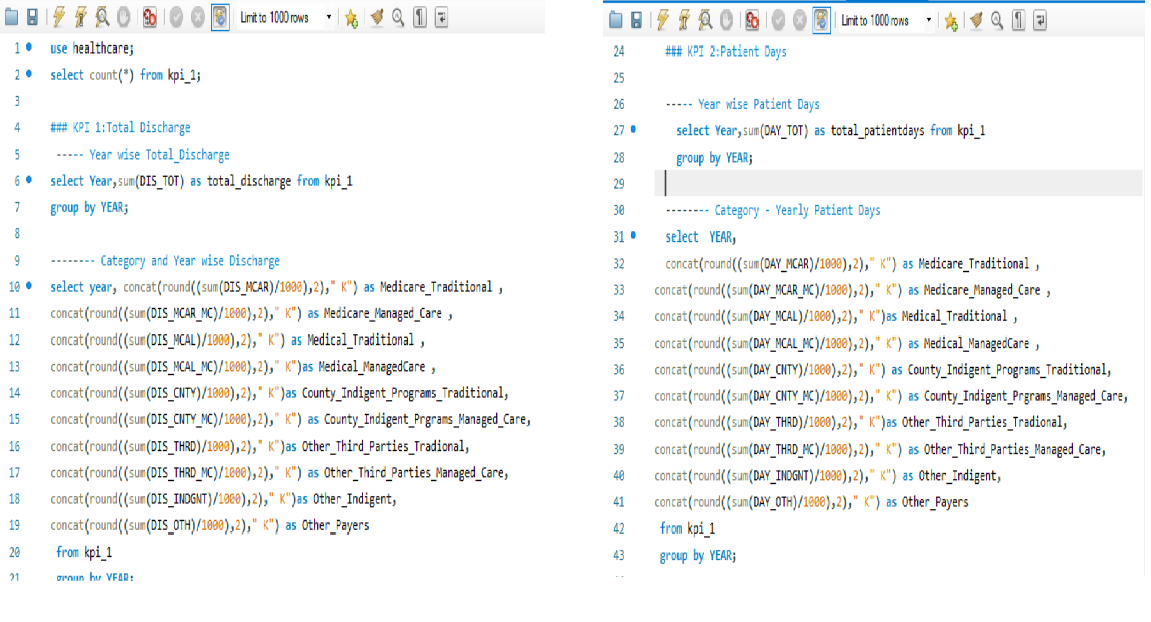 Limit to 1000 rows
1 use healthcare;
2 select count(*) from kpi_1;
3
4 ### KPI 1:Total Discharge
5 ----- Year wise Total_Discharge
6 select Year,sum(DIS_TOT) as total_discharge from kpi_1
7 group by YEAR;
8
9 -------- Category and Year wise Discharge
10 select year, concat(round((sum(DIS_MCAR)/1000),2)," K") as Medicare_Traditional ,
11 concat(round((sum(DIS_MCAR_MC)/1000),2)," K") as Medicare_Managed_Care ,
12 concat(round((sum(DIS_MCAL)/1000),2)," K") as Medical_Traditional ,
13 concat(round((sum(DIS_MCAL_MC)/1000),2)," K")as Medical_ManagedCare ,
14 concat(round((sum(DIS_CNTY)/1000),2)," K")as County_Indigent_Programs_Traditional,
15 concat(round((sum(DIS_CNTY_MC)/1000),2)," K") as County_Indigent_Prgrams_Managed_Care,
16 concat(round((sum(DIS_THRD)/1000),2)," K")as Other_Third_Parties_Tradional,
17 concat(round((sum(DIS_THRD_MC)/1000),2)," K") as Other_Third_Parties_Managed_Care,
18 concat(round((sum(DIS_INDGNT)/1000),2)," K")as Other_Indigent,
19 concat(round((sum(DIS_OTH)/1000),2)," K") as Other_Payers
20 from kpi_1
21 group by YEAR;
Limit to 1000 rows
24 ### KPI 2:Patient Days
25
26 ----- Year wise Patient Days
27 select Year,sum(DAY_TOT) as total_patientdays from kpi_1
28 group by YEAR;
29
30 -------- Category - Yearly Patient Days
31 select YEAR,
32 concat(round((sum(DAY_MCAR)/1000),2)," K") as Medicare_Traditional ,
33 concat(round((sum(DAY_MCAR_MC)/1000),2)," K") as Medicare_Managed_Care ,
34 concat(round((sum(DAY_MCAL)/1000),2)," K")as Medical_Traditional ,
35 concat(round((sum(DAY_MCAL_MC)/1000),2)," K") as Medical_ManagedCare ,
36 concat(round((sum(DAY_CNTY)/1000),2)," K") as County_Indigent_Programs_Traditional,
37 concat(round((sum(DAY_CNTY_MC)/1000),2)," K") as County_Indigent_Prgrams_Managed_Care,
38 concat(round((sum(DAY_THRD)/1000),2)," K")as Other_Third_Parties_Tradional,
39 concat(round((sum(DAY_THRD_MC)/1000),2)," K") as Other_Third_Parties_Managed_Care,
40 concat(round((sum(DAY_INDGNT)/1000),2)," K") as Other_Indigent,
41 concat(round((sum(DAY_OTH)/1000),2)," K") as Other_Payers
42 from kpi_1
43 group by YEAR;